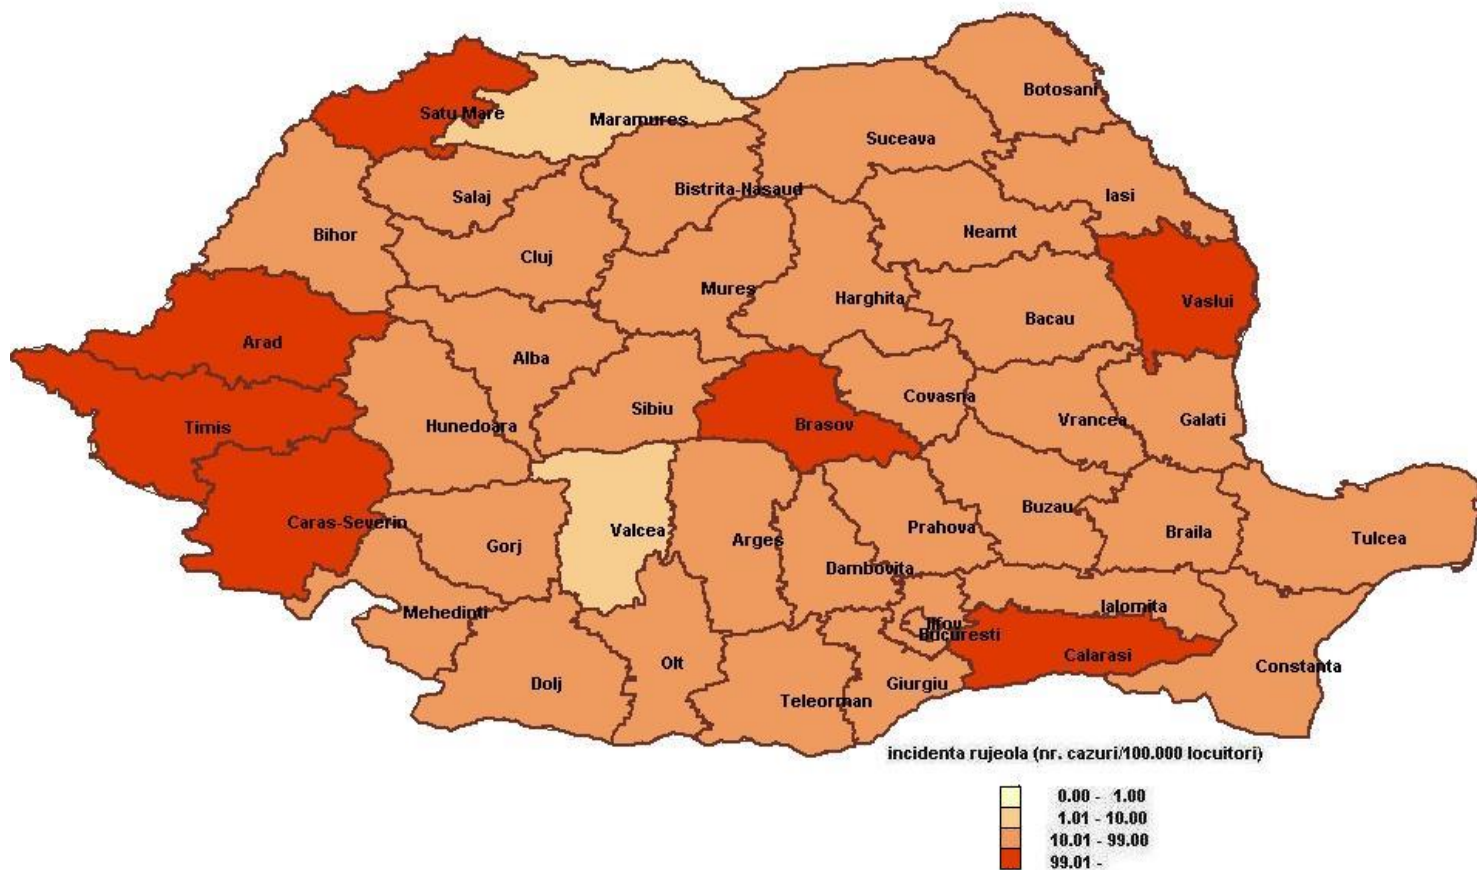 Botosani
Satu Mare
Maramures
Suceava
Salaj
Bistrita-Nasaud
Iasi
Bihor
Neamt
Cluj
Mures
Harghita
Vaslui
Bacau
Arad
Alba
Covasna
Timis
Hunedoara
Sibiu
Brasov
Vrancea
Galati
Caras-Severin
Valcea
Buzau
Gorj
Arges
Prahova
Braila
Tulcea
Dambovita
Mehedinti
Ialomita
Ilfov
Bucuresti
Olt
Calarasi
Constanta
Dolj
Teleorman
Giurgiu
incidenta rujeola (nr. cazuri/100.000 locuitori)
0.00 - 1.00
1.01 - 10.00
10.01 - 99.00
99.01 -